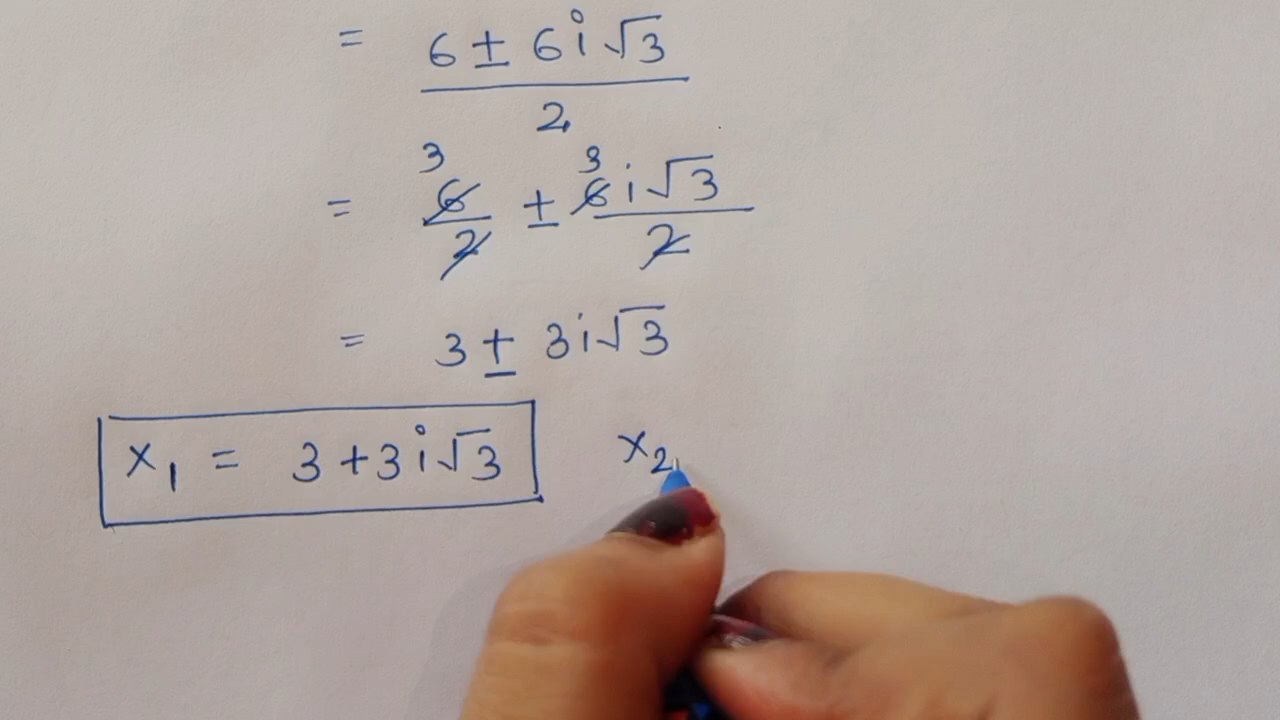 = 6 ± 6i√3
2
= 3 3
6 ± 6i√3
2 2
= 3 ± 3i√3
x₁ = 3+3i√3 x₂